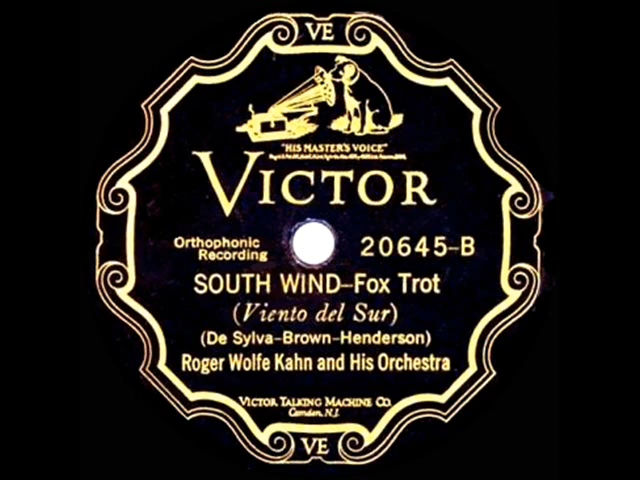 VE
"HIS MASTER'S VOICE"
VICTOR
Orthophonic
Recording
20645-B
SOUTH WIND-Fox Trot
(Viento del Sur)
(De Sylva-Brown-Henderson)
Roger Wolfe Kahn and His Orchestra
VICTOR TALKING MACHINE CO.
Camden, N.J.
VE